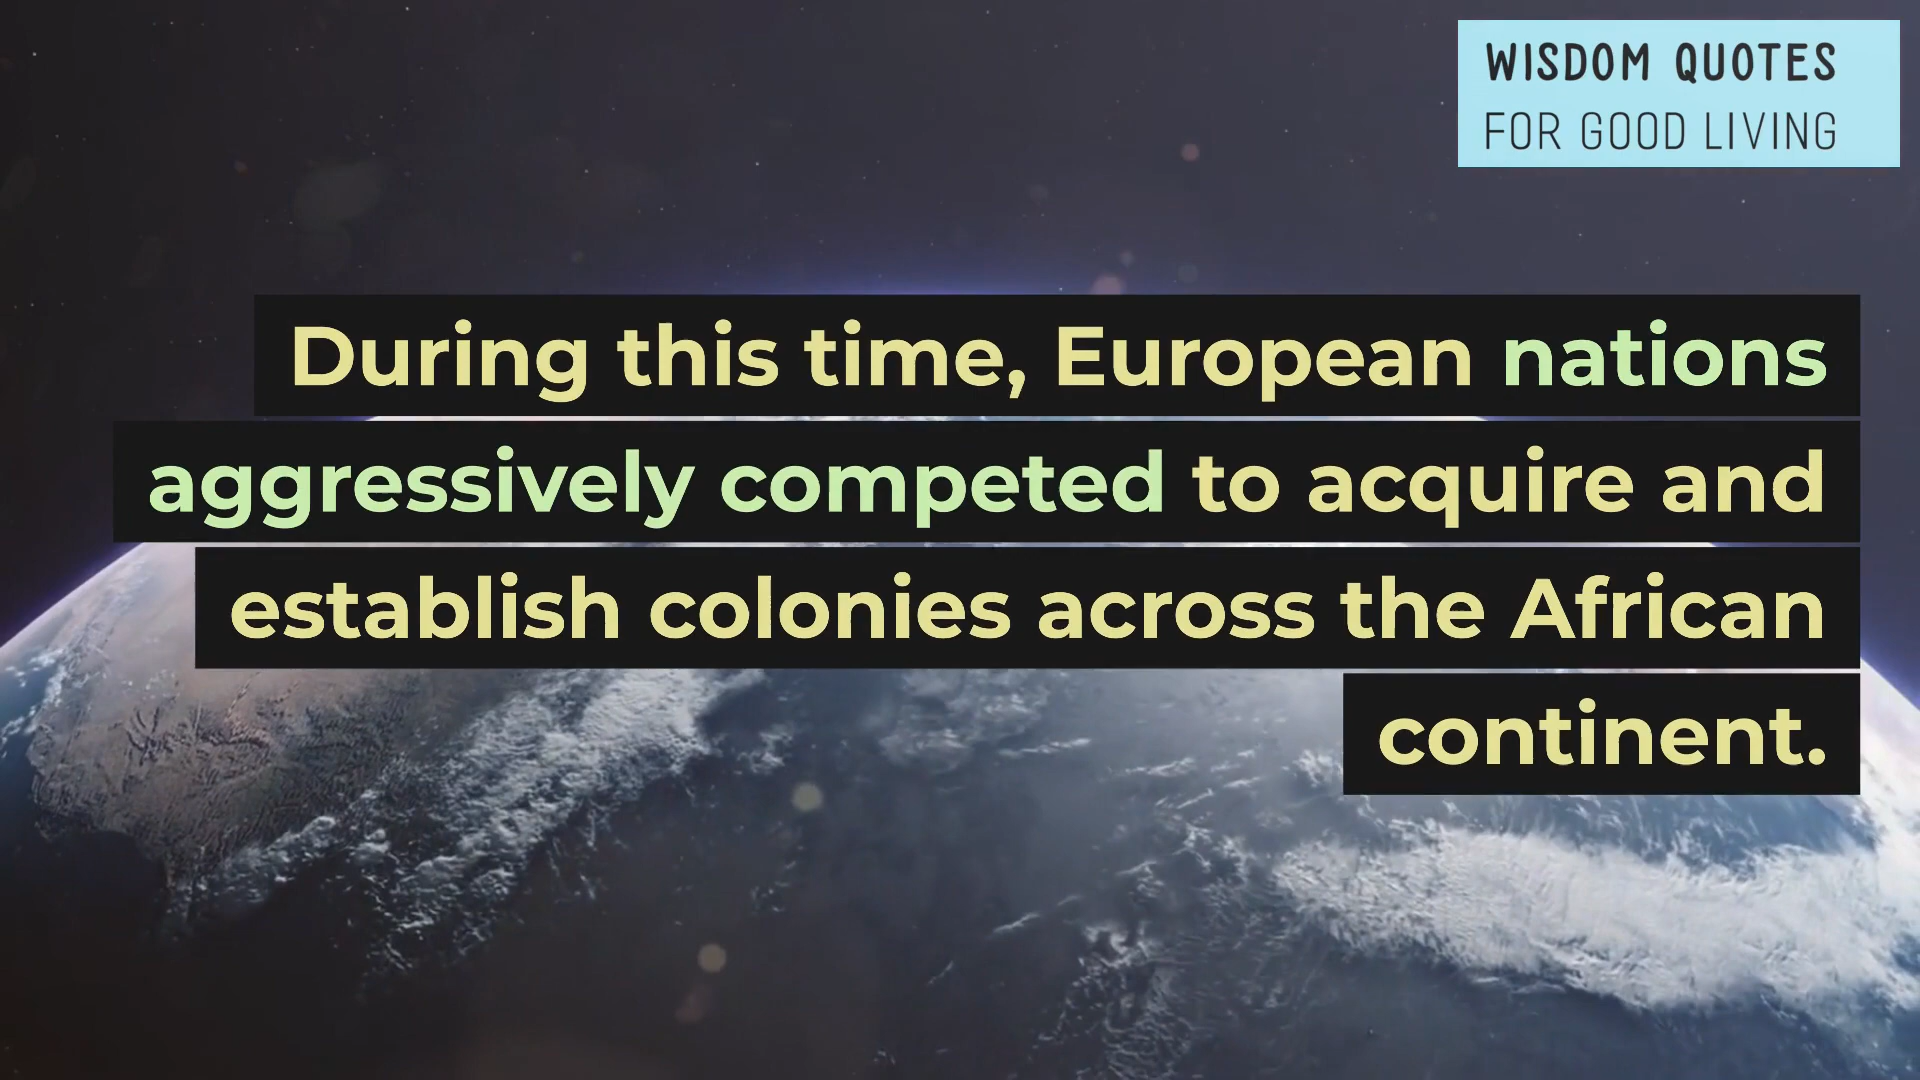 WISDOM QUOTES
FOR GOOD LIVING
During this time, European nations
aggressively competed to acquire and
establish colonies across the African
continent.